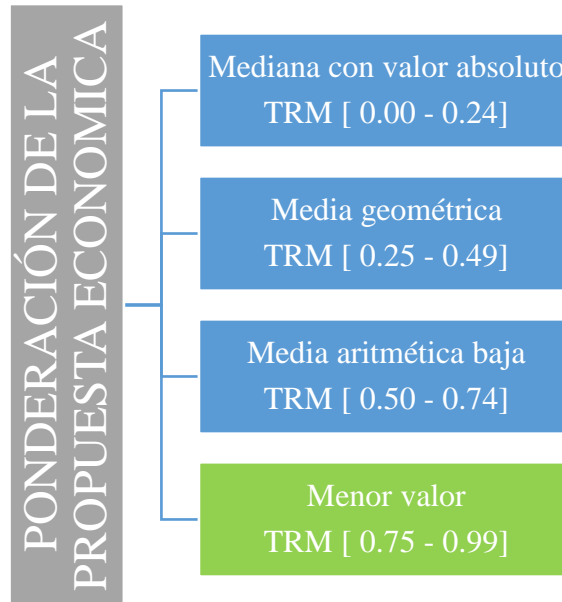 PONDERACIÓN DE LA
PROPUESTA ECONOMICA
Mediana con valor absoluto
TRM [ 0.00 - 0.24]
Media geométrica
TRM [ 0.25 - 0.49]
Media aritmética baja
TRM [ 0.50 - 0.74]
Menor valor
TRM [ 0.75 - 0.99]